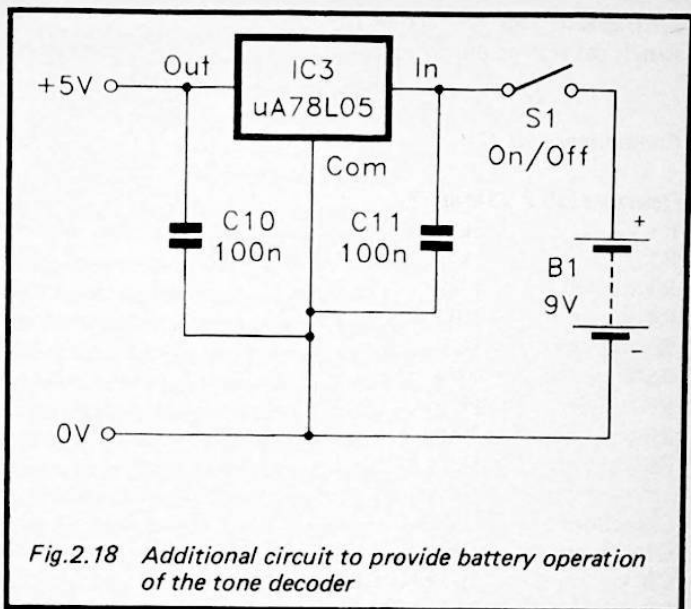 Out
IC3
In
+5V
uA78L05
S1
Com
On/Off
C10
100n
C11
100n
+
B1
9V
-
0V
Fig.2.18 Additional circuit to provide battery operation
of the tone decoder